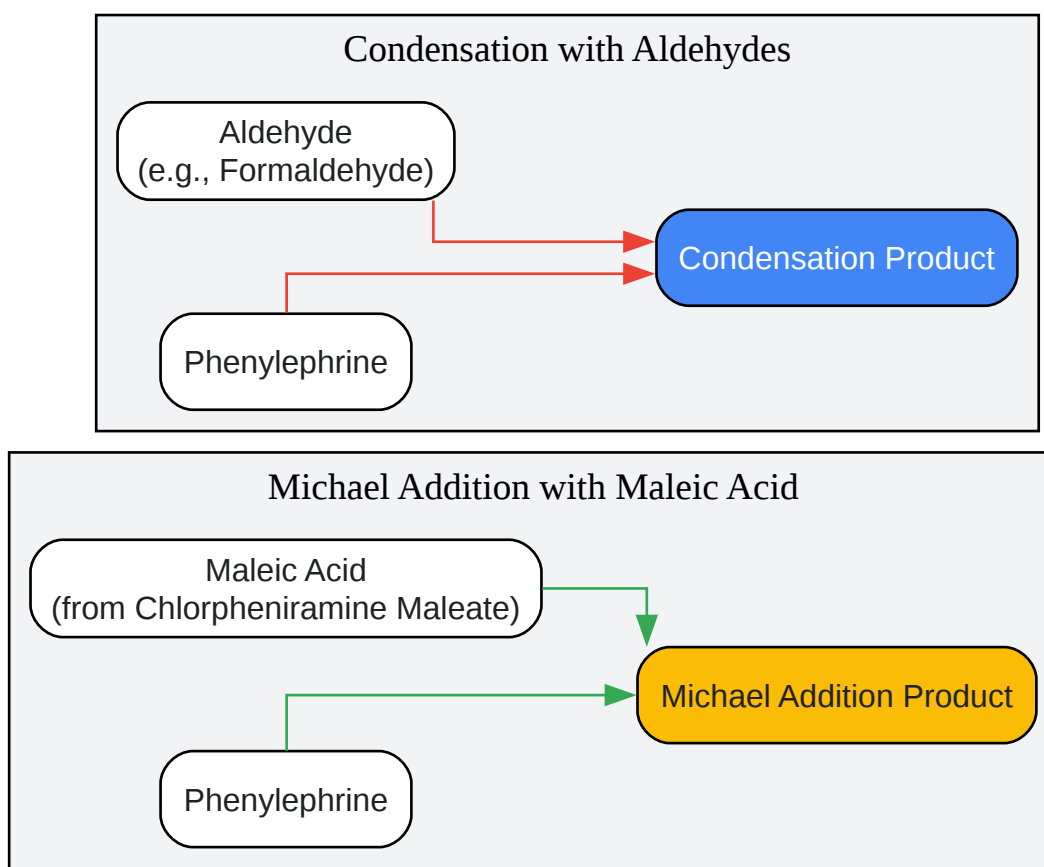 Condensation with Aldehydes
Aldehyde
(e.g., Formaldehyde)
Condensation Product
Phenylephrine
Michael Addition with Maleic Acid
Maleic Acid
(from Chlorpheniramine Maleate)
Michael Addition Product
Phenylephrine